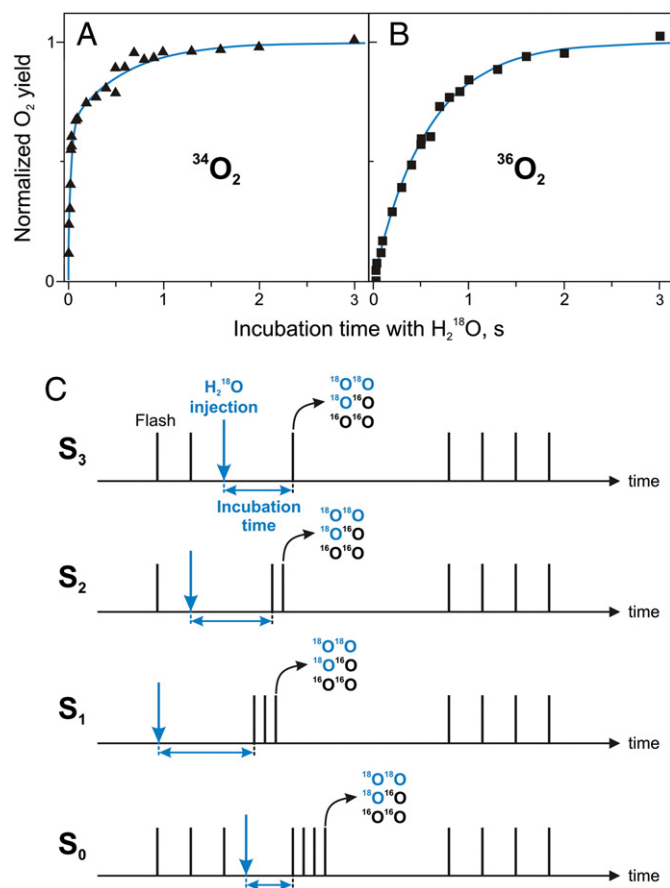 A
B
1
0
Normalized O₂ yield
³⁴O₂
³⁶O₂
0
1
2
3
0
1
2
3
Incubation time with H₂¹⁸O, s
C
S₃
Flash
H₂¹⁸O
injection
Incubation
time
¹⁸O¹⁸O
¹⁸O¹⁶O
¹⁶O¹⁶O
time
S₂
¹⁸O¹⁸O
¹⁸O¹⁶O
¹⁶O¹⁶O
time
S₁
¹⁸O¹⁸O
¹⁸O¹⁶O
¹⁶O¹⁶O
time
S₀
¹⁸O¹⁸O
¹⁸O¹⁶O
¹⁶O¹⁶O
time